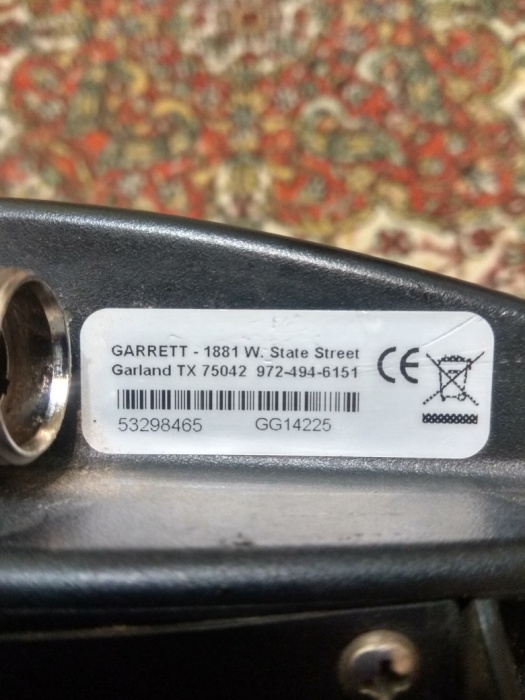 GARRETT - 1881 W. State Street
Garland TX 75042 972-494-6151
CE
53298465 GG14225